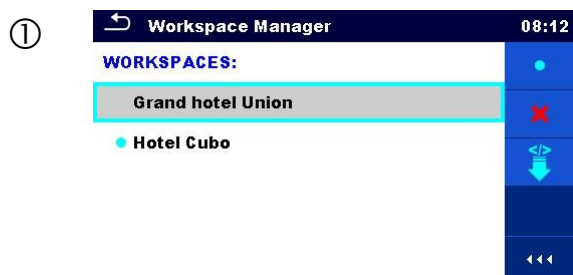 ①
Workspace Manager 08:12
WORKSPACES:
Grand hotel Union
Hotel Cubo
</>